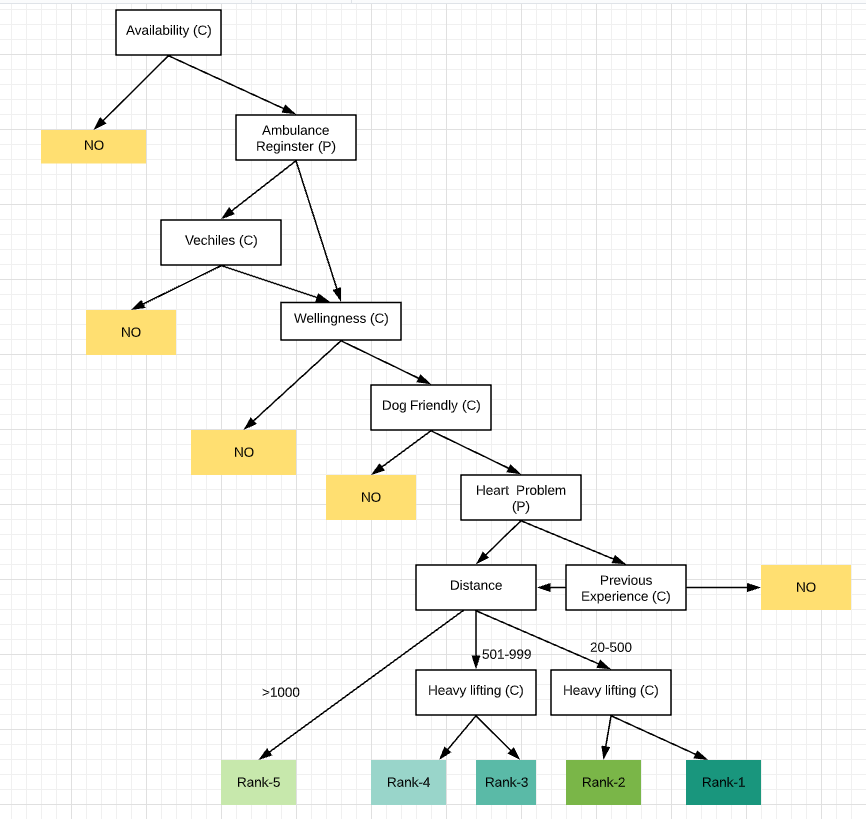 Availability (C)
NO
Ambulance
Reginster (P)
Vechiles (C)
NO
Wellingness (C)
Dog Friendly (C)
NO
NO
Heart Problem
(P)
Distance
Previous
Experience (C)
NO
501-999
20-500
>1000
Heavy lifting (C)
Heavy lifting (C)
Rank-5
Rank-4
Rank-3
Rank-2
Rank-1